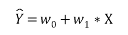 Ŷ = w₀ + w₁ * X